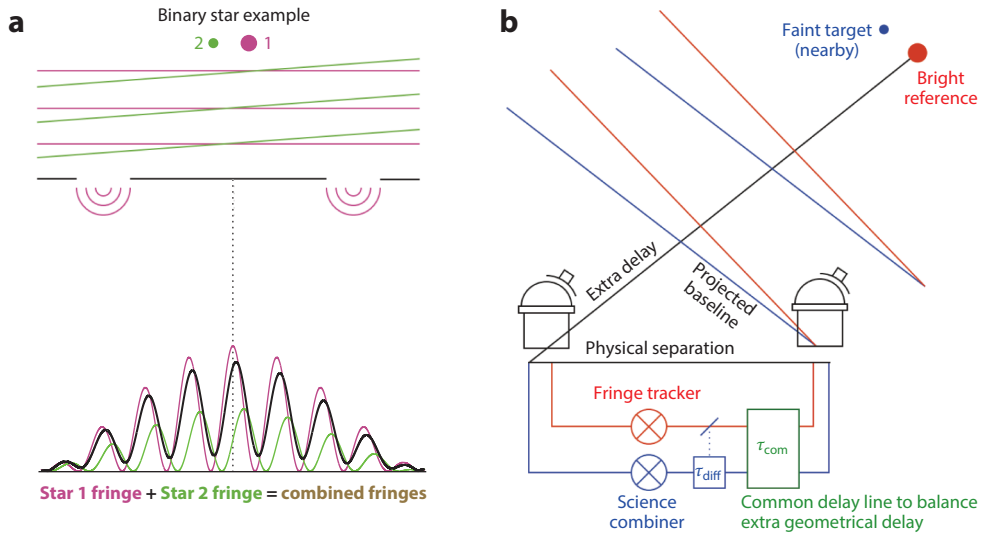 a
Binary star example
2
1
Star 1 fringe + Star 2 fringe = combined fringes
b
Faint target
(nearby)
Bright
reference
Extra delay
Projected
baseline
Physical separation
Fringe tracker
τcom
τdiff
Science
combiner
Common delay line to balance
extra geometrical delay